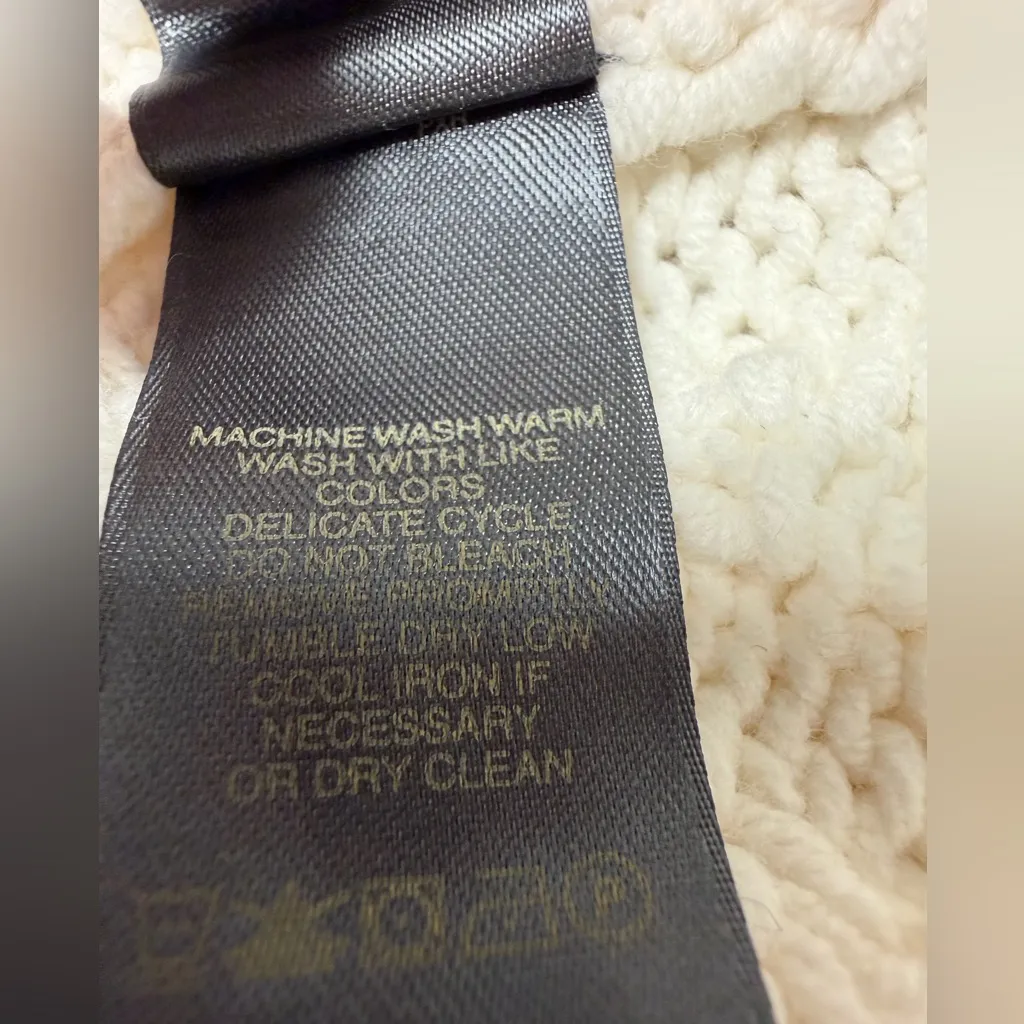 MACHINE WASH WARM
WASH WITH LIKE
COLORS
DELICATE CYCLE
DO NOT BLEACH
REMOVE PROMPTLY
TUMBLE DRY LOW
COOL IRON IF
NECESSARY
OR DRY CLEAN